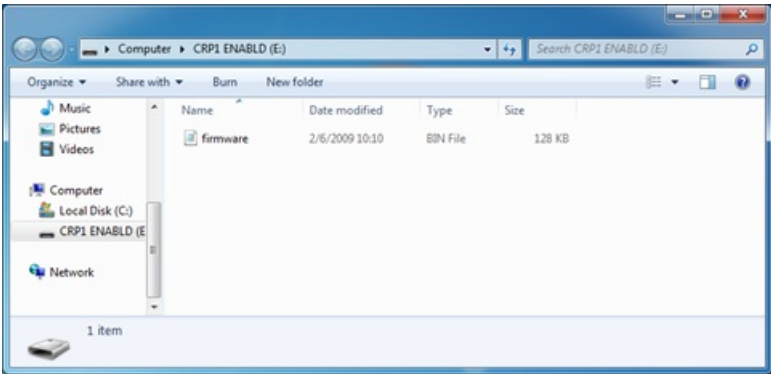 Computer ▸ CRP1 ENABLD (E:)
Search CRP1 ENABLD (E:)
Organize
Share with
Burn
New folder
Music
Pictures
Videos
Computer
Local Disk (C:)
CRP1 ENABLD (E
Network
Name
Date modified
Type
Size
firmware
2/6/2009 10:10
BIN File
128 KB
1 item